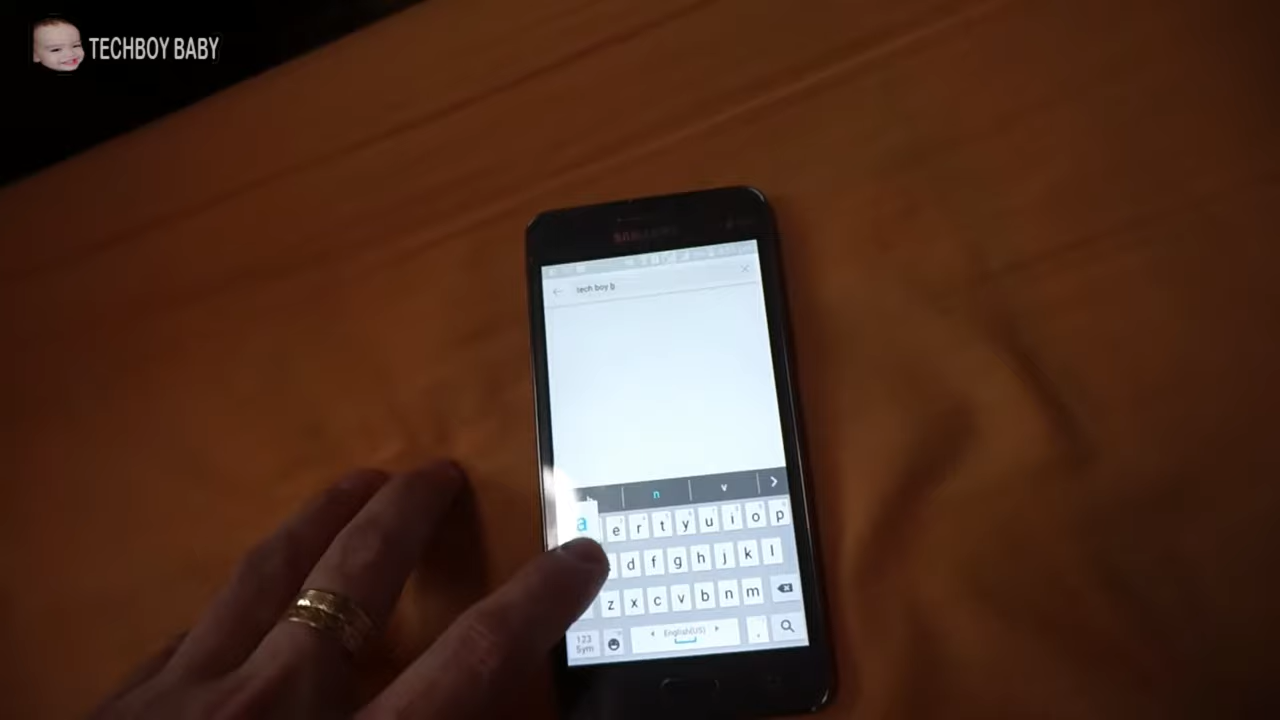 TECHBOY BABY
SAMSUNG
tech boy b
n v
a e r t y u i o p
d f g h j k l
z x c v b n m
123 English(US) .
Sym